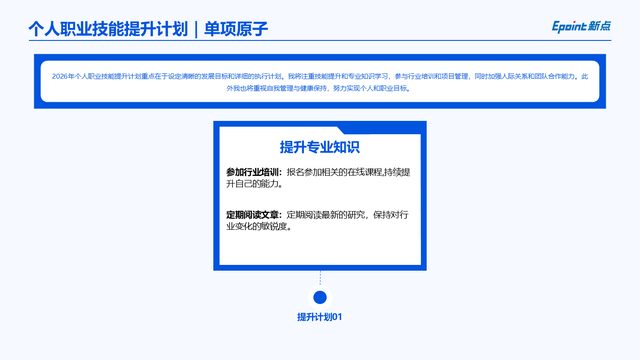 个人职业技能提升计划｜单项原子
Epoint新点
2026年个人职业技能提升计划重点在于设定清晰的发展目标和详细的执行计划。我将注重技能提升和专业知识学习，参与行业培训和项目管理，同时加强人际关系和团队合作能力。此
外我也将重视自我管理与健康保持，努力实现个人和职业目标。
提升专业知识
参加行业培训：报名参加相关的在线课程,持续提
升自己的能力。
定期阅读文章：定期阅读最新的研究，保持对行
业变化的敏锐度。
提升计划01